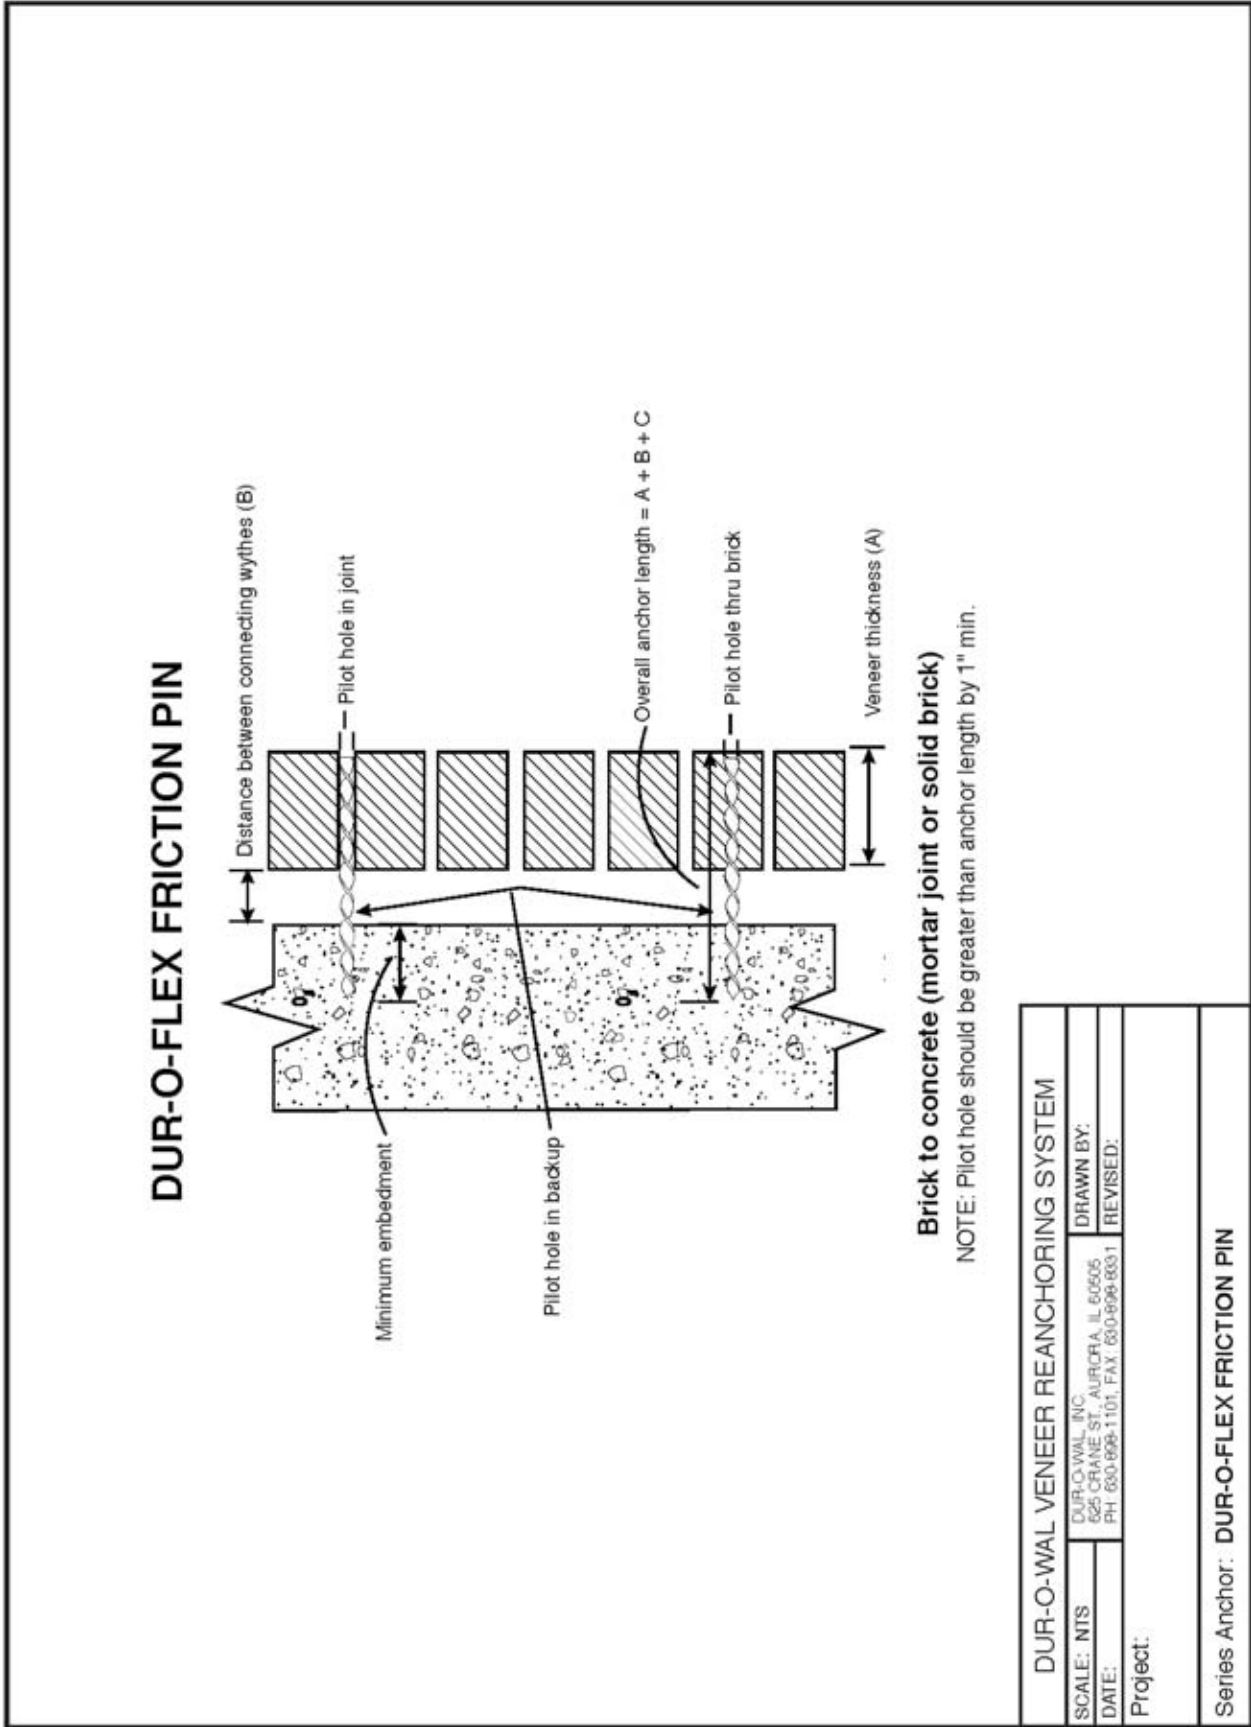 DUR-O-FLEX FRICTION PIN
Distance between connecting wythes (B)
Pilot hole in joint
Minimum embedment
Pilot hole in backup
Overall anchor length = A + B + C
Pilot hole thru brick
Veneer thickness (A)
Brick to concrete (mortar joint or solid brick)
NOTE: Pilot hole should be greater than anchor length by 1" min.
DUR-O-WAL VENEER REANCHORING SYSTEM
SCALE: NTS
DUR-O-WAL, INC.
625 CRANE ST., AURORA, IL 60505
PH: 630-898-1101, FAX: 630-898-8031
DRAWN BY:
DATE:
REVISED:
Project:
Series Anchor: DUR-O-FLEX FRICTION PIN